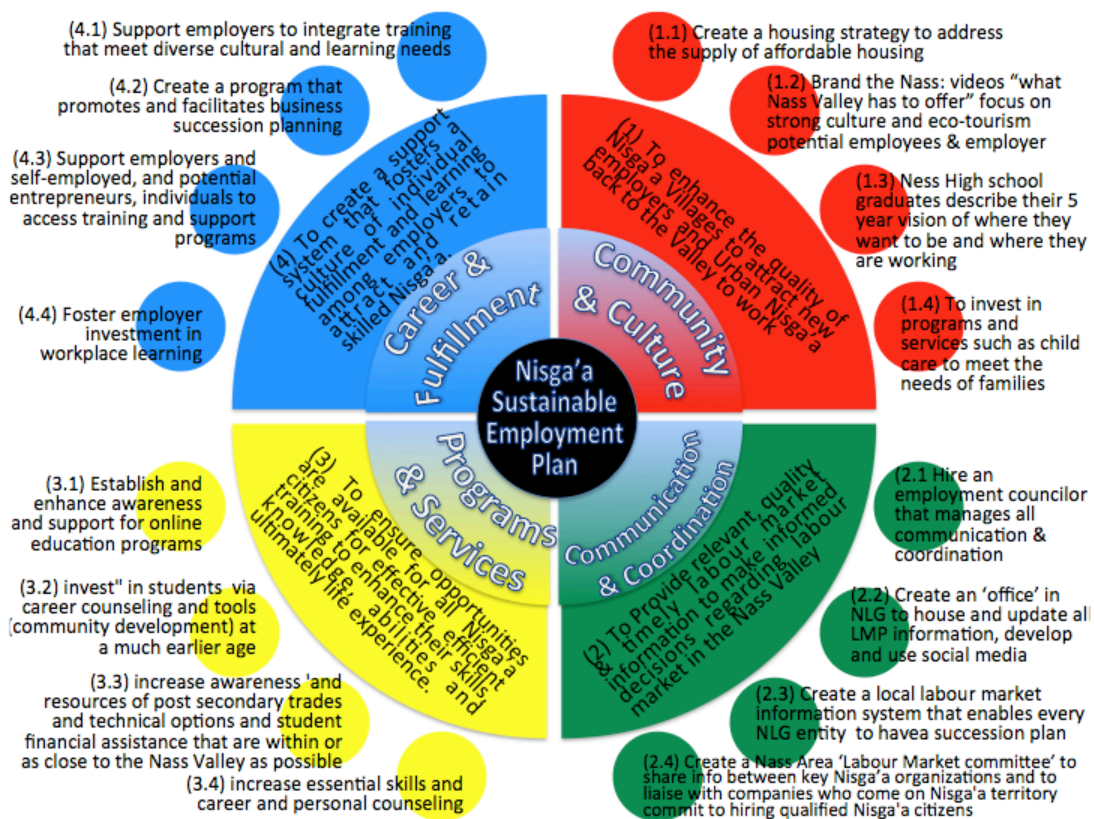 (4.1) Support employers to integrate training
that meet diverse cultural and learning needs
(4.2) Create a program that
promotes and facilitates business
succession planning
(4.3) Support employers and
self-employed, and potential
entrepreneurs, individuals to
access training and support
programs
(4.4) Foster employer
investment in
workplace learning
(1.1) Create a housing strategy to address
the supply of affordable housing
(1.2) Brand the Nass: videos “what
Nass Valley has to offer” focus on
strong culture and eco-tourism
potential employees & employer
(1.3) Ness High school
graduates describe their 5
year vision of where they
want to be and where they
are working
(1.4) To invest in
programs and
services such as child
care to meet the
needs of families
(4) To create a support
system that fosters a
culture of individual
fulfillment and learning
among employers to
attract and retain
skilled Nisga'a.
Career &
Fulfillment
(1) To enhance the quality of
Nisga'a Villages to attract new
employers and Urban Nisga'a
back to the Valley to work
Community
& Culture
Nisga’a
Sustainable
Employment
Plan
(3) To ensure opportunities
are available for all Nisga'a
citizens for effective, efficient
training to enhance their skills,
knowledge, abilities and
ultimately life experience.
Programs
& Services
(2) To Provide relevant quality
& timely labour market
information to make informed
decisions regarding labour
market in the Nass Valley
Communication
& Coordination
(3.1) Establish and
enhance awareness
and support for online
education programs
(3.2) invest" in students via
career counseling and tools
(community development) at
a much earlier age
(3.3) increase awareness 'and
resources of post secondary trades
and technical options and student
financial assistance that are within or
as close to the Nass Valley as possible
(3.4) increase essential skills and
career and personal counseling
(2.1 Hire an
employment councilor
that manages all
communication &
coordination
(2.2) Create an ‘office’ in
NLG to house and update all
LMP information, develop
and use social media
(2.3) Create a local labour market
information system that enables every
NLG entity to havea succession plan
(2.4) Create a Nass Area ‘Labour Market committee’ to
share info between key Nisga’a organizations and to
liaise with companies who come on Nisga'a territory
commit to hiring qualified Nisga'a citizens